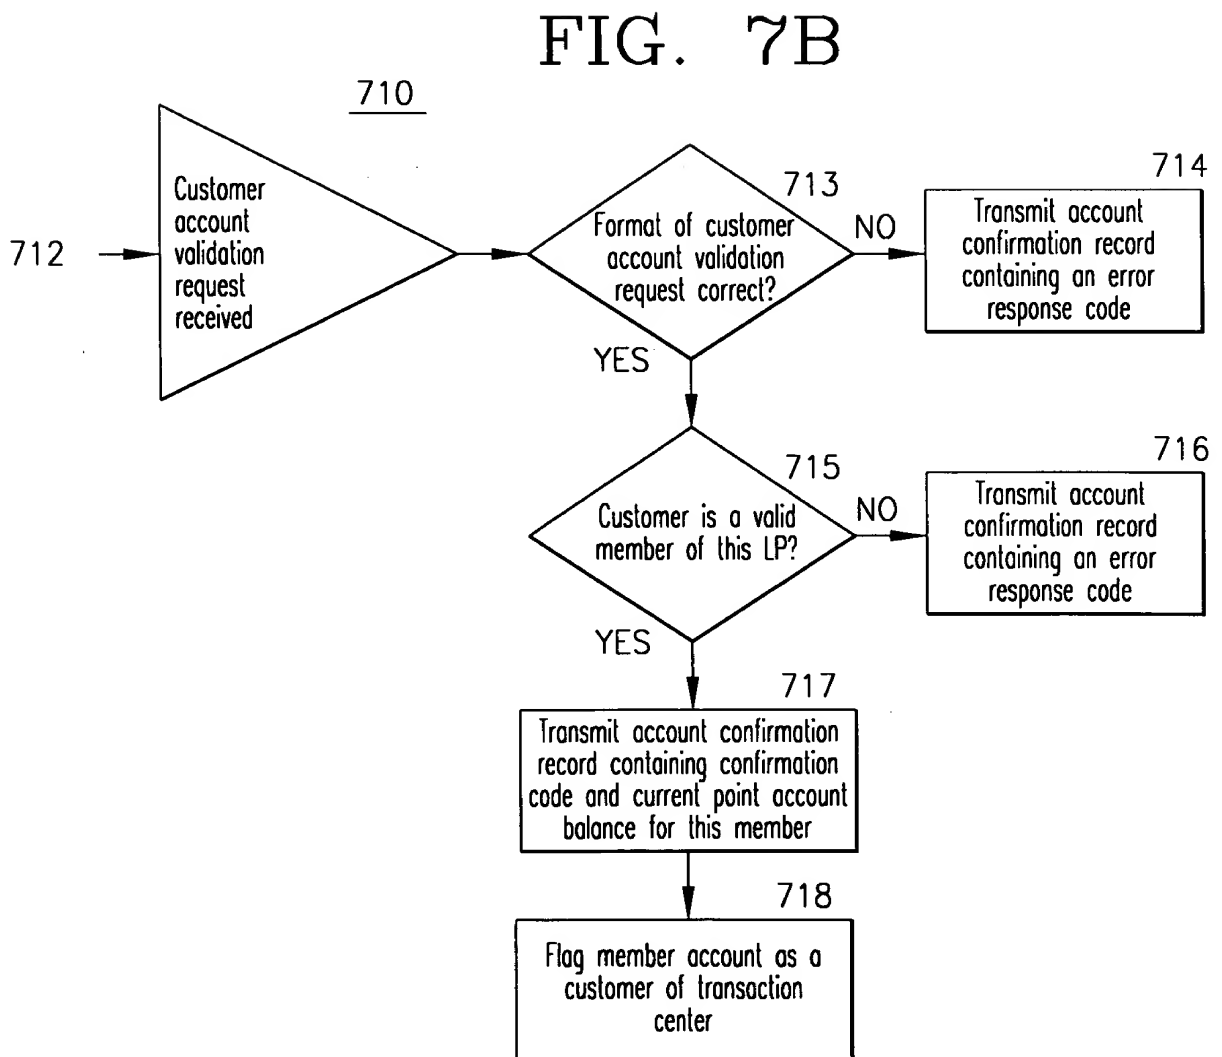 FIG. 7B
710
712
Customer
account
validation
request
received
713
Format of customer
account validation
request correct?
NO
714
Transmit account
confirmation record
containing an error
response code
YES
715
Customer is a valid
member of this LP?
NO
716
Transmit account
confirmation record
containing an error
response code
YES
717
Transmit account confirmation
record containing confirmation
code and current point account
balance for this member
718
Flag member account as a
customer of transaction
center